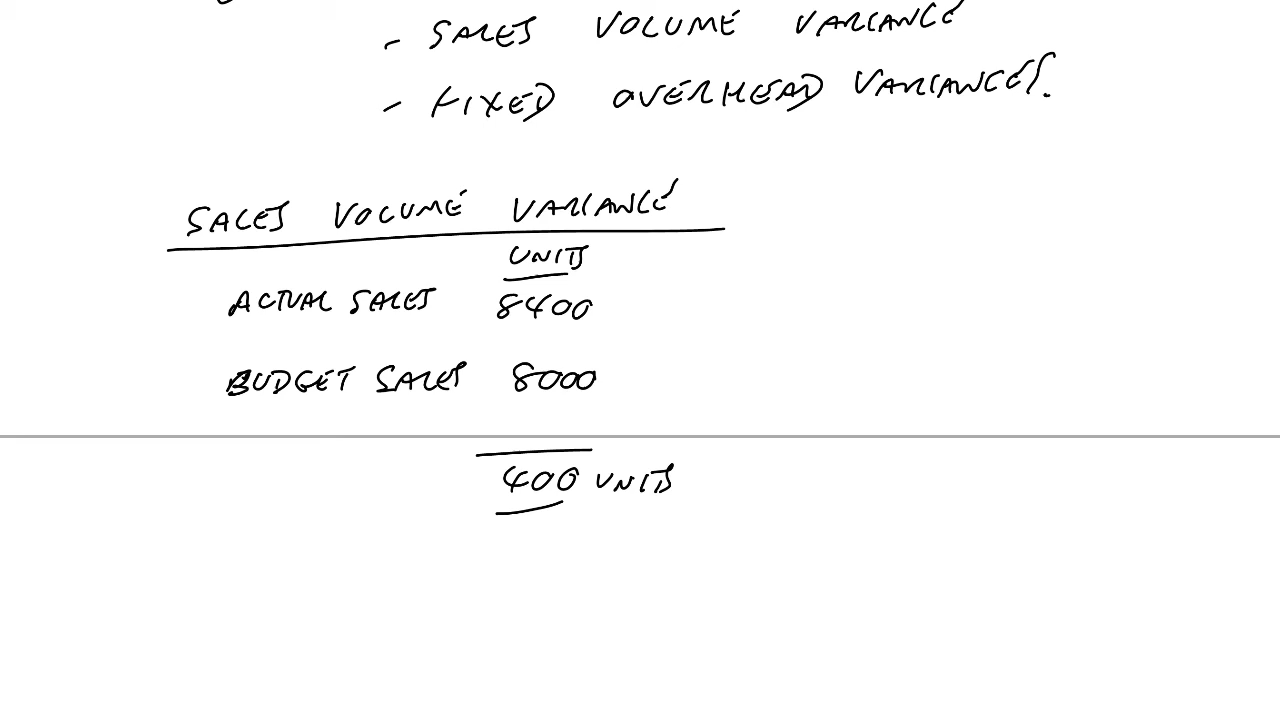 - SALES VOLUME VARIANCE
- FIXED OVERHEAD VARIANCES.
SALES VOLUME VARIANCE
UNITS
ACTUAL SALES 8400
BUDGET SALES 8000
400 UNITS